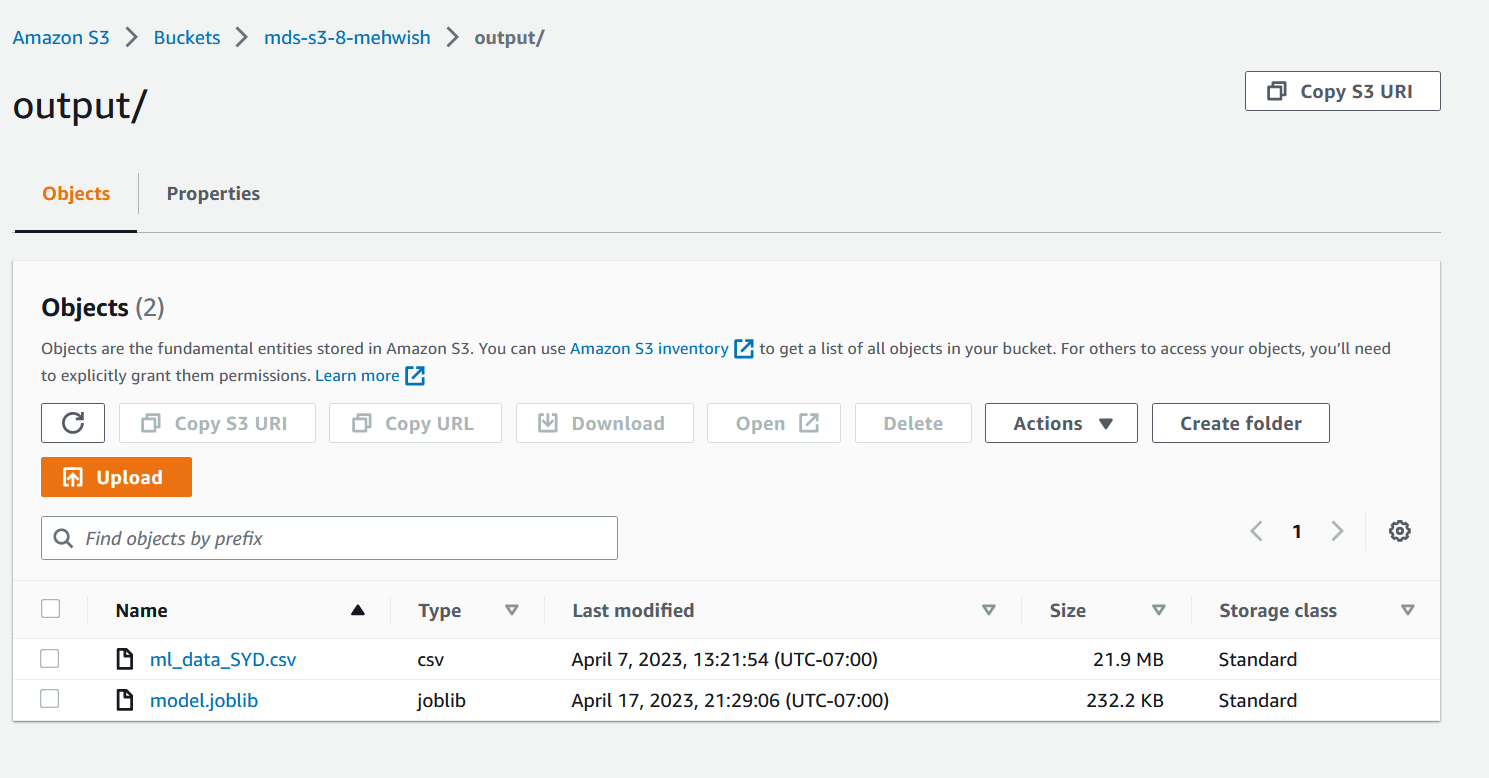 Amazon S3 > Buckets > mds-s3-8-mehwish > output/
output/
Copy S3 URI
Objects Properties
Objects (2)
Objects are the fundamental entities stored in Amazon S3. You can use Amazon S3 inventory to get a list of all objects in your bucket. For others to access your objects, you’ll need
to explicitly grant them permissions. Learn more
Copy S3 URI Copy URL Download Open Delete Actions Create folder
Upload
Find objects by prefix
1
Name Type Last modified Size Storage class
ml_data_SYD.csv csv April 7, 2023, 13:21:54 (UTC-07:00) 21.9 MB Standard
model.joblib joblib April 17, 2023, 21:29:06 (UTC-07:00) 232.2 KB Standard